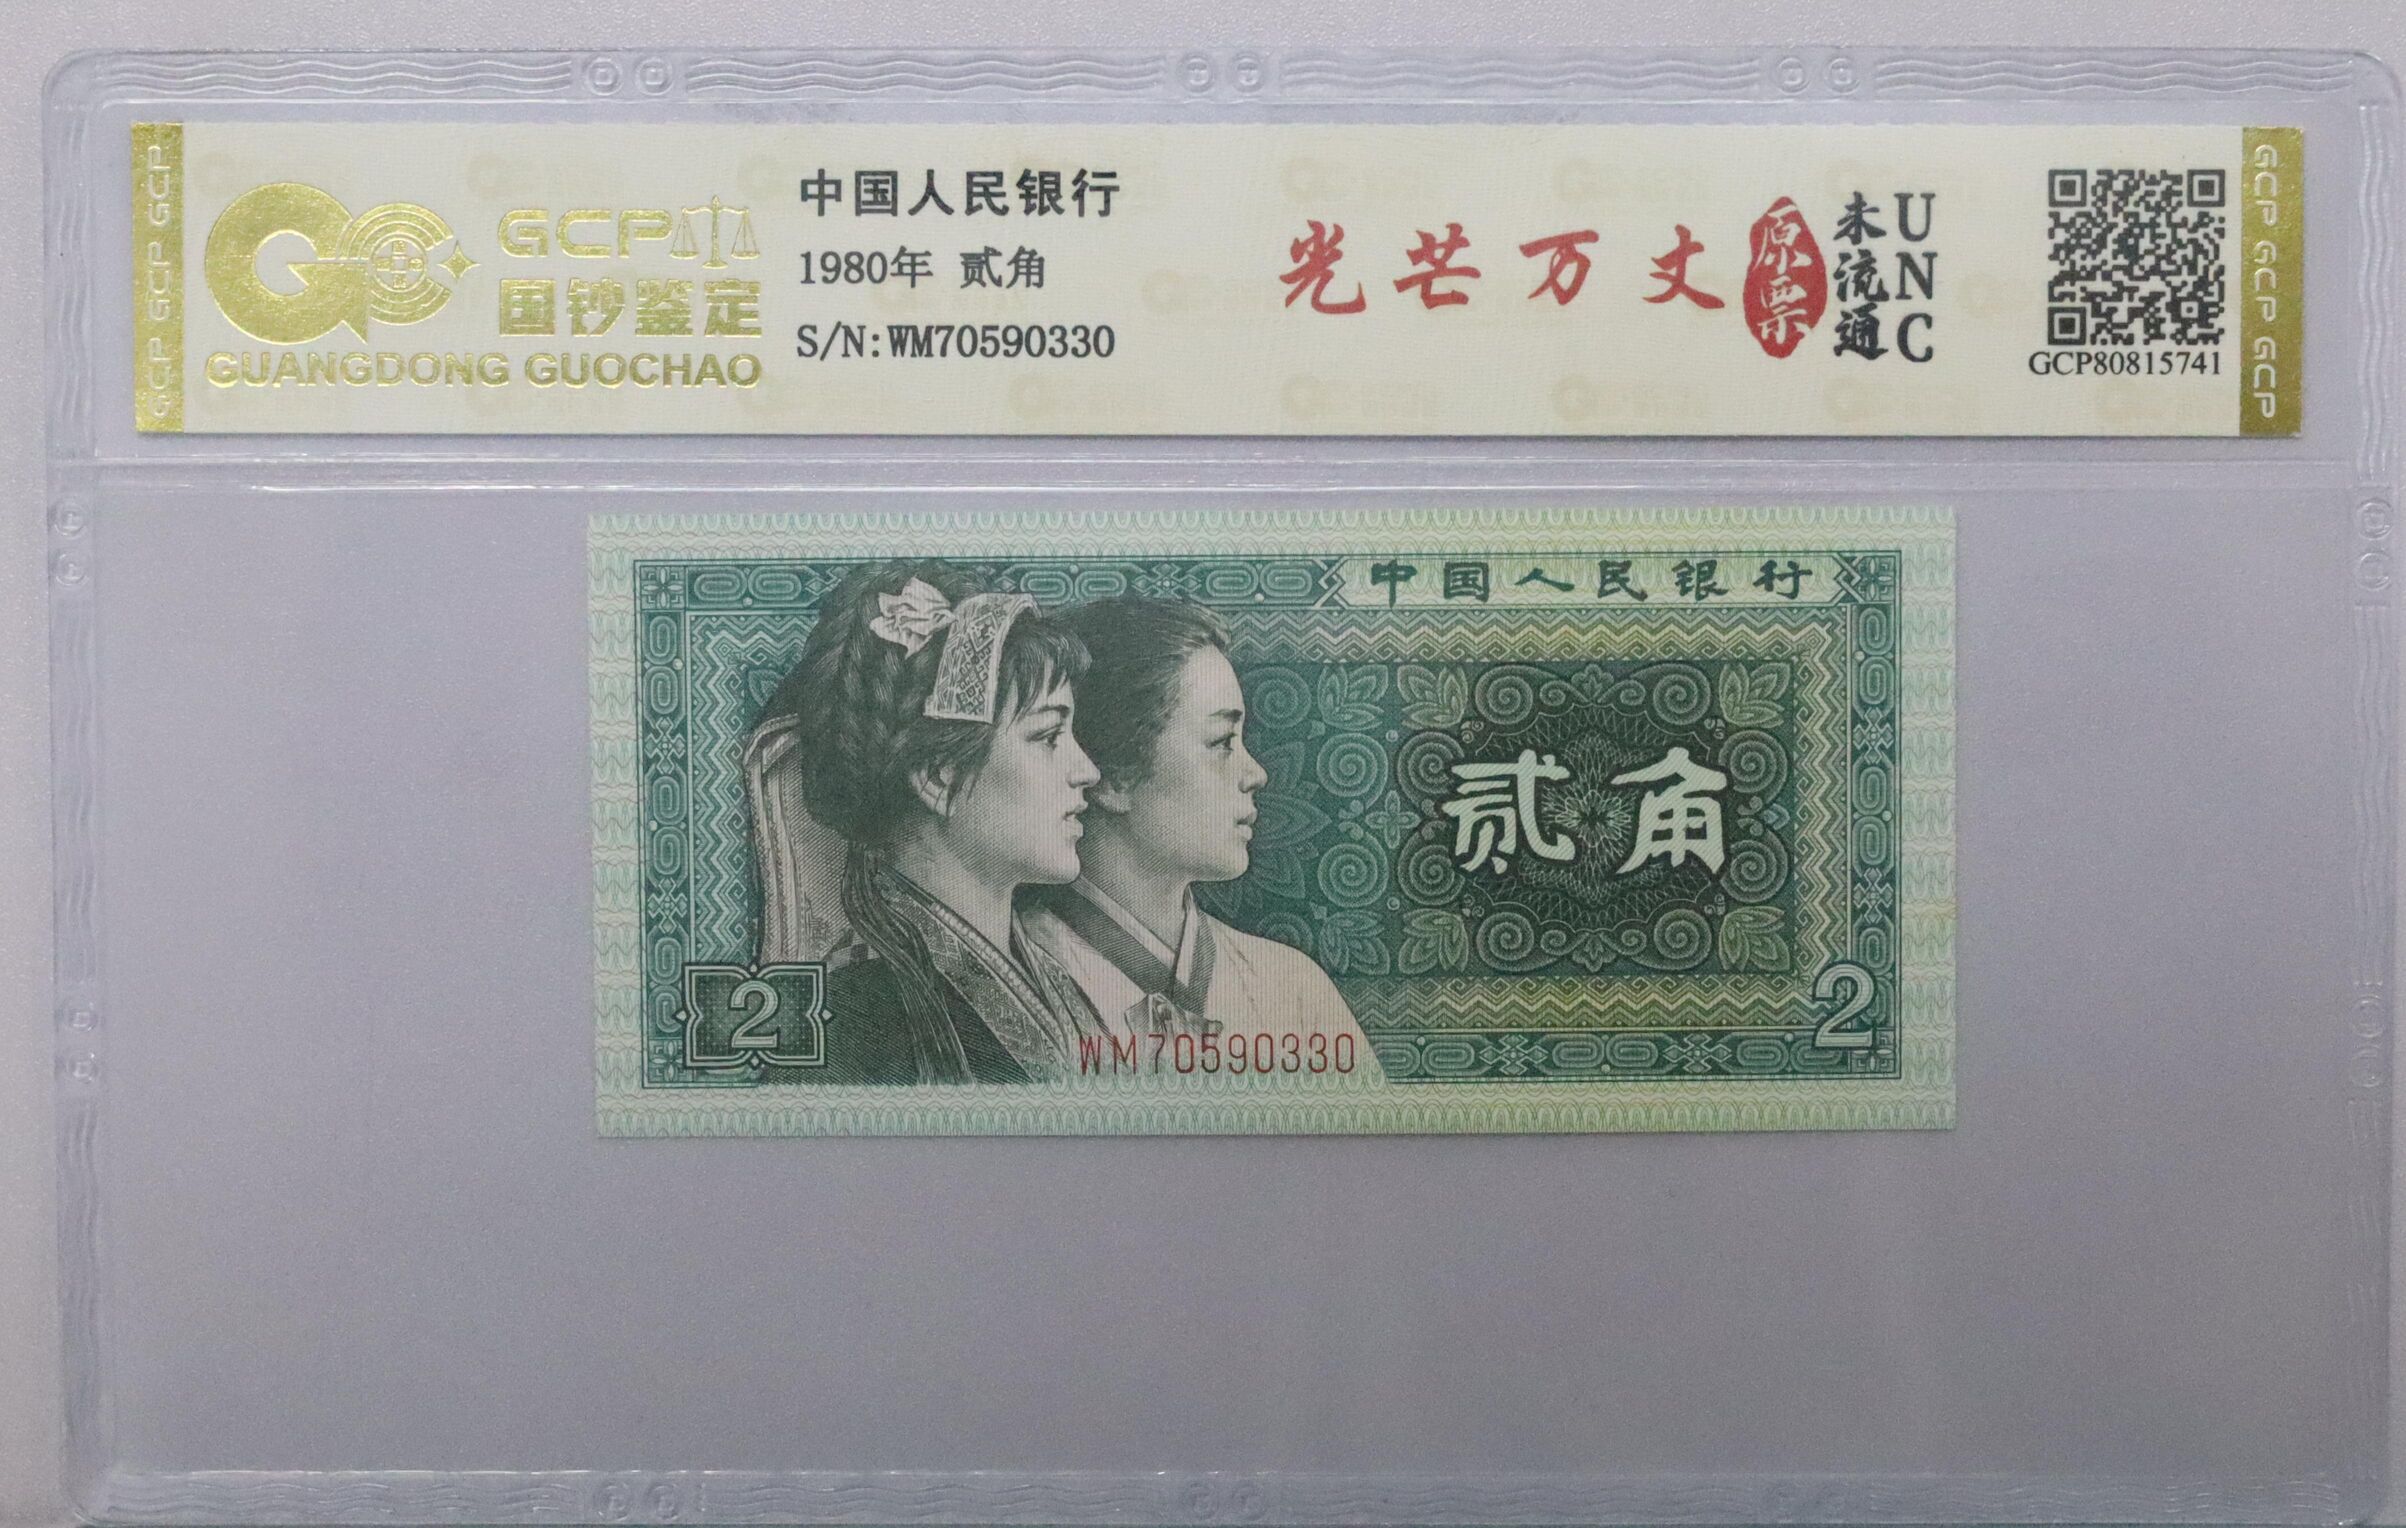 GCP GCP GCP GCP
GCP
国钞鉴定
GUANGDONG GUOCHAO
中国人民银行
1980年 贰角
S/N:WM70590330
光芒万丈
原票
未流通
UNC
GCP80815741
GCP GCP GCP GCP
中国人民银行
贰角
2
2
WM70590330